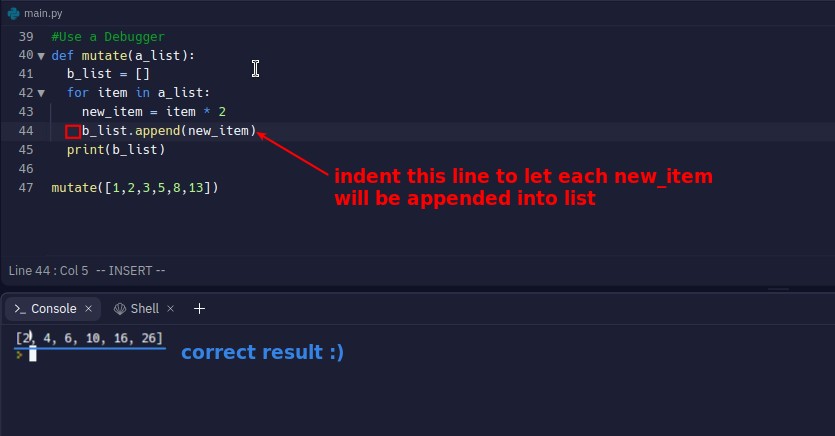 main.py
39 #Use a Debugger
40 def mutate(a_list):
41 b_list = []
42 for item in a_list:
43 new_item = item * 2
44 b_list.append(new_item)
45 print(b_list)
46
47 mutate([1,2,3,5,8,13])
indent this line to let each new_item
will be appended into list
Line 44 : Col 5 -- INSERT --
Console × Shell × +
[2, 4, 6, 10, 16, 26]
correct result :)